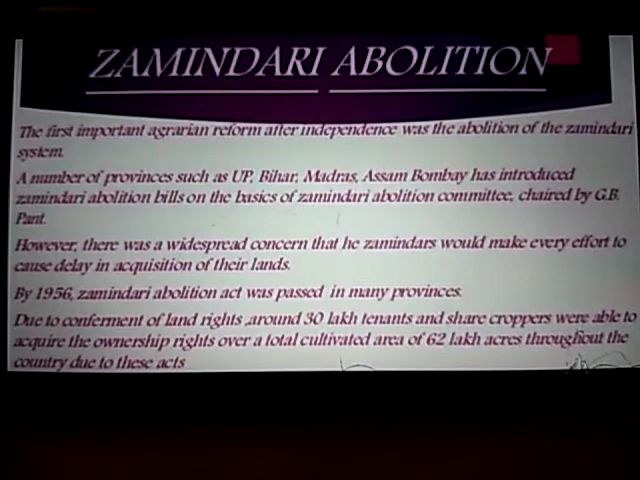 ZAMINDARI ABOLITION
The first important agrarian reform after independence was the abolition of the zamindari
system.
A number of provinces such as UP, Bihar, Madras, Assam Bombay has introduced
zamindari abolition bills on the basics of zamindari abolition committee, chaired by G.B.
Pant.
However, there was a widespread concern that he zamindars would make every effort to
cause delay in acquisition of their lands.
By 1956, zamindari abolition act was passed in many provinces.
Due to conferment of land rights ,around 30 lakh tenants and share croppers were able to
acquire the ownership rights over a total cultivated area of 62 lakh acres throughout the
country due to these acts